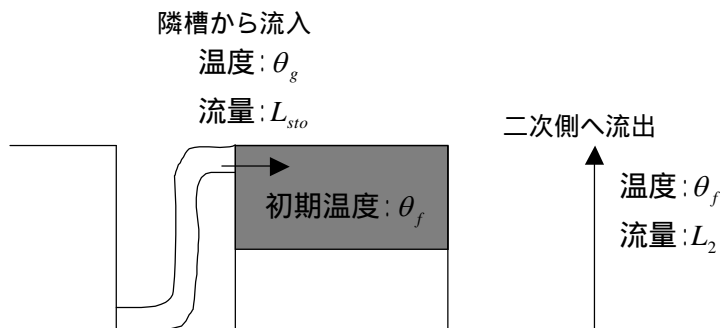 隣槽から流入
温度:θg
流量:Lsto
初期温度:θf
二次側へ流出
温度:θf
流量:L2